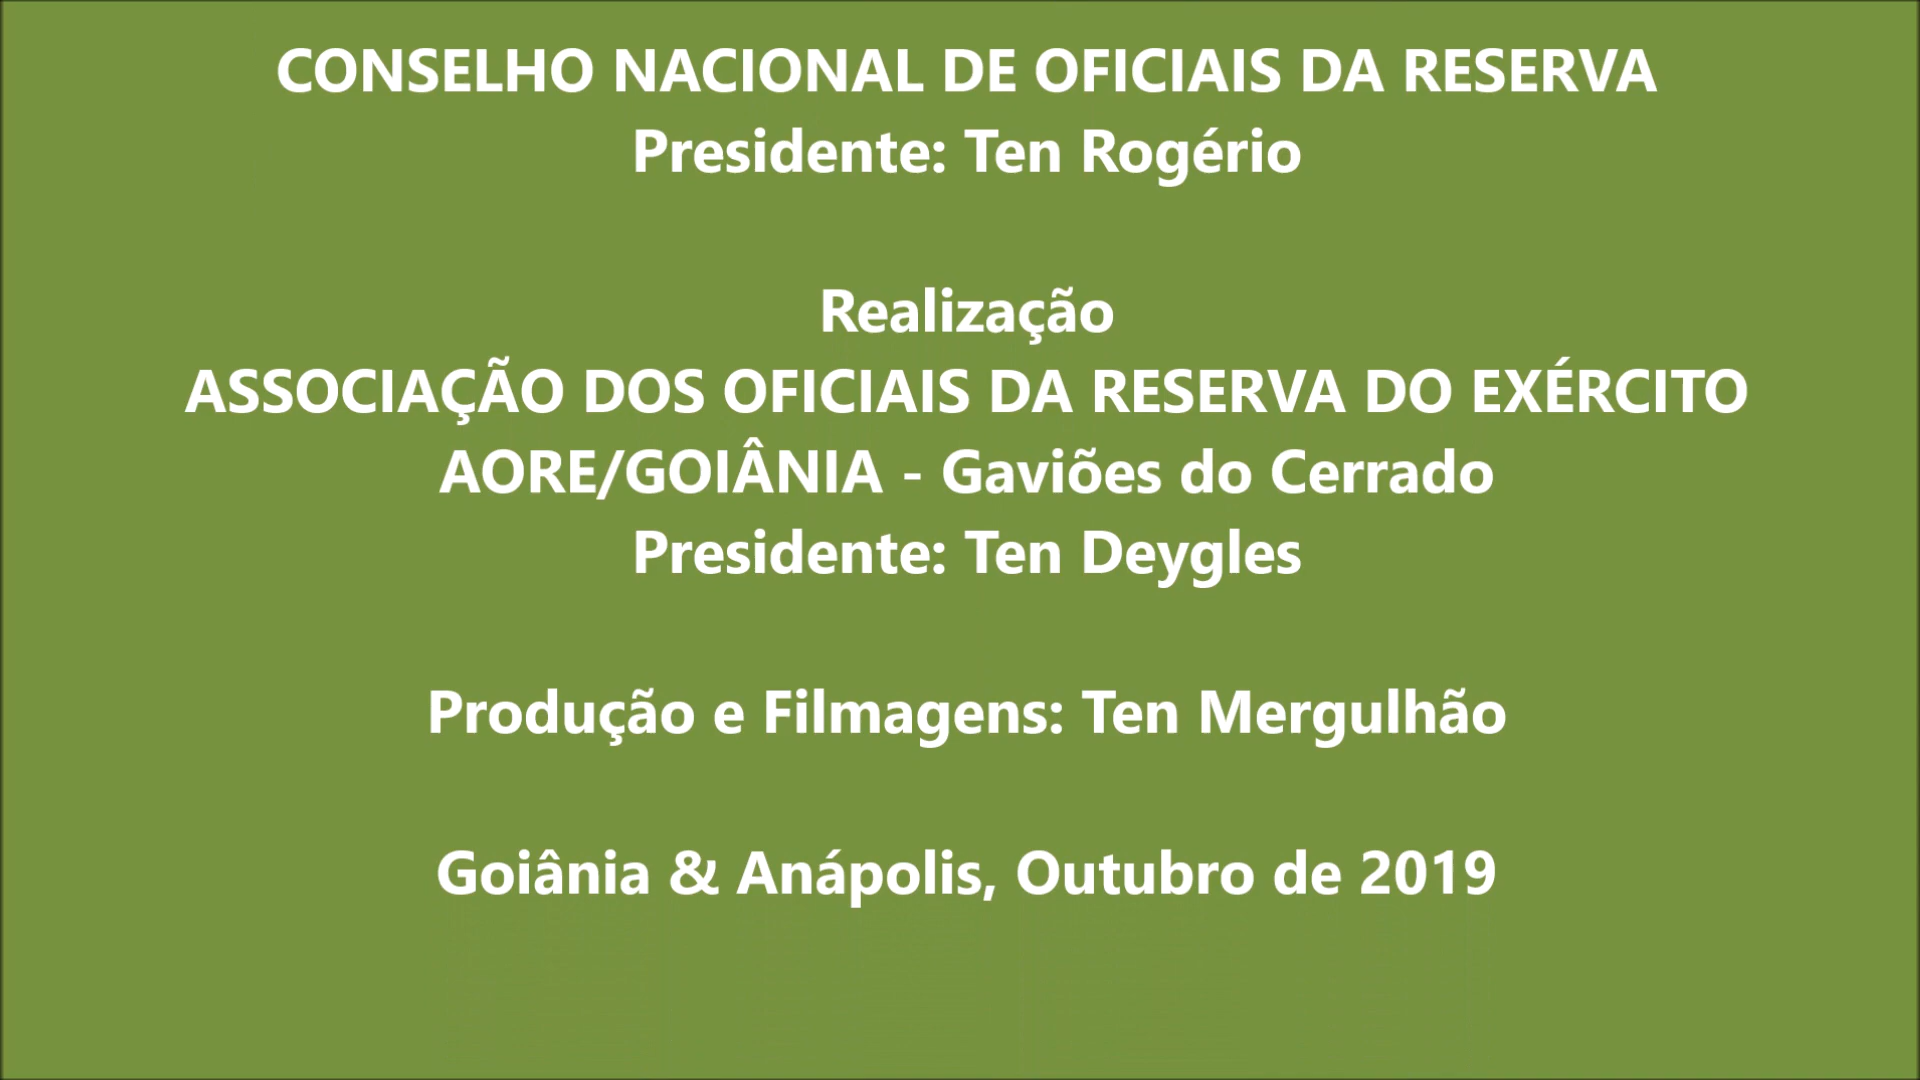 CONSELHO NACIONAL DE OFICIAIS DA RESERVA
Presidente: Ten Rogério
Realização
ASSOCIAÇÃO DOS OFICIAIS DA RESERVA DO EXÉRCITO
AORE/GOIÂNIA - Gaviões do Cerrado
Presidente: Ten Deygles
Produção e Filmagens: Ten Mergulhão
Goiânia & Anápolis, Outubro de 2019